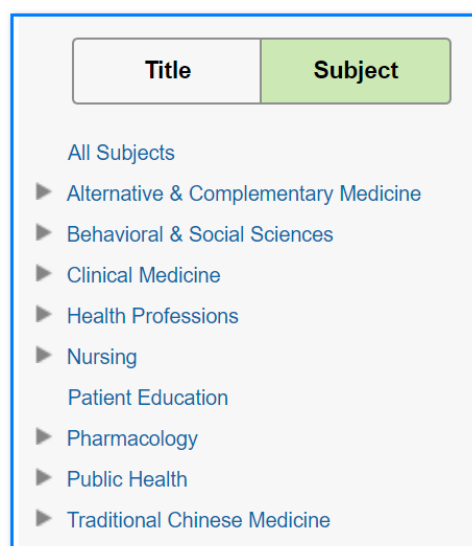 Title Subject
All Subjects
Alternative & Complementary Medicine
Behavioral & Social Sciences
Clinical Medicine
Health Professions
Nursing
Patient Education
Pharmacology
Public Health
Traditional Chinese Medicine